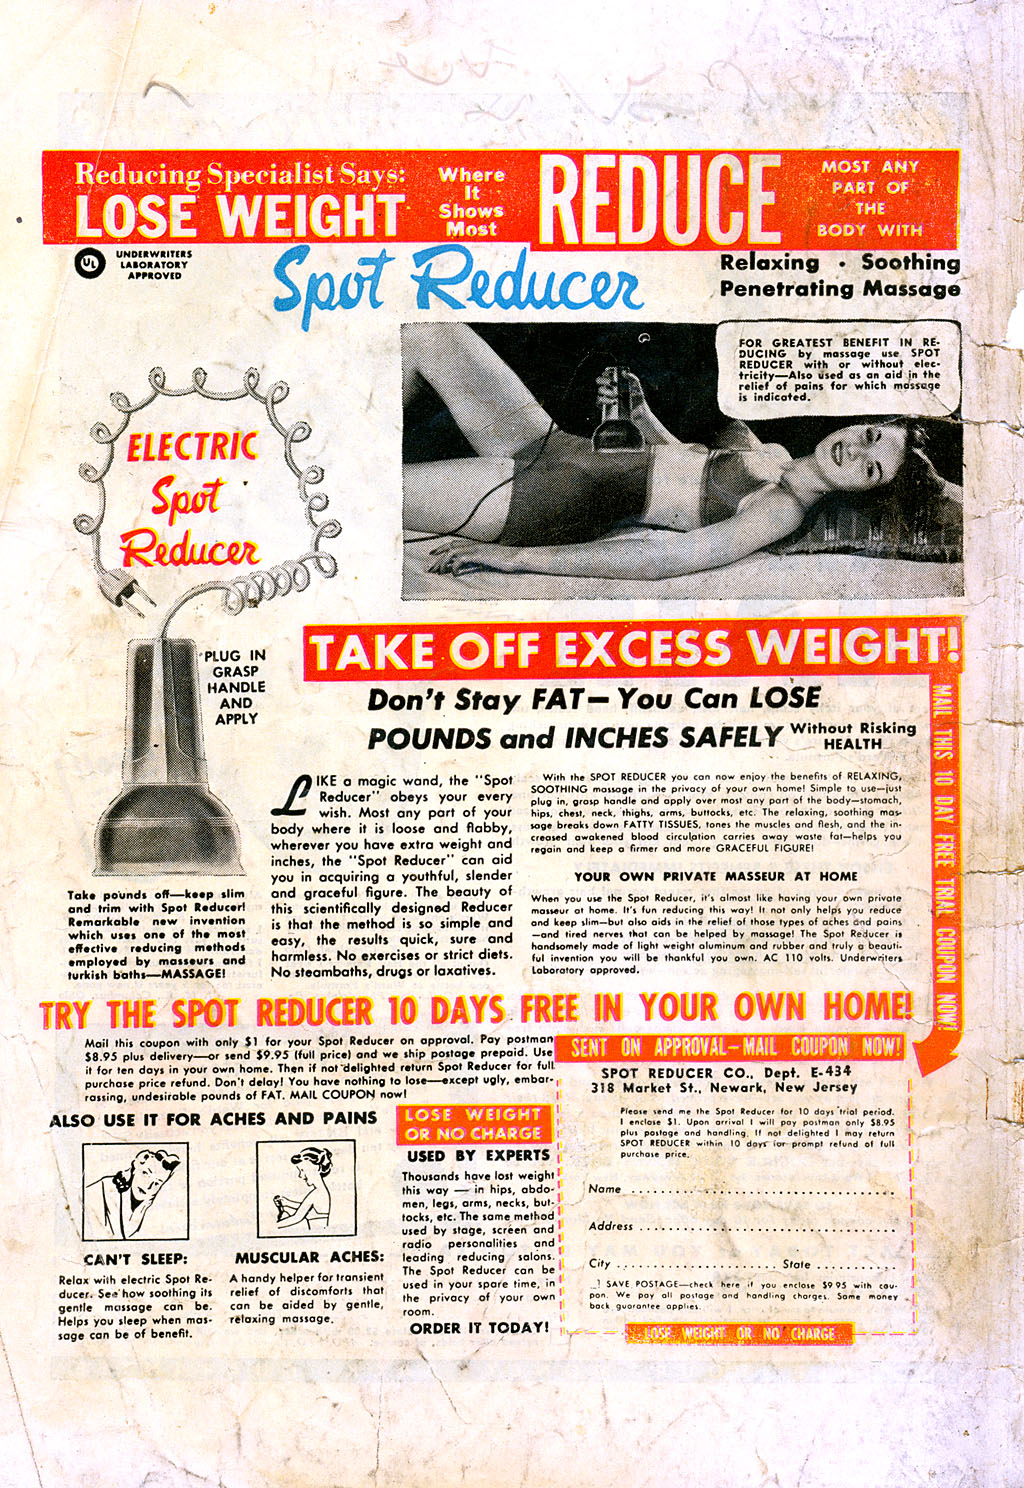 Reducing Specialist Says:
LOSE WEIGHT
Where
It
Shows
Most
REDUCE
MOST ANY
PART OF
THE
BODY WITH
UL
UNDERWRITERS
LABORATORY
APPROVED
Spot Reducer
Relaxing • Soothing
Penetrating Massage
FOR GREATEST BENEFIT IN RE-
DUCING by massage use SPOT
REDUCER with or without elec-
tricity—Also used as an aid in the
relief of pains for which massage
is indicated.
ELECTRIC
Spot
Reducer
PLUG IN
GRASP
HANDLE
AND
APPLY
TAKE OFF EXCESS WEIGHT!
Don't Stay FAT—You Can LOSE
POUNDS and INCHES SAFELY Without Risking
HEALTH
MAIL THIS 10 DAY FREE TRIAL COUPON NOW!
Take pounds off—keep slim
and trim with Spot Reducer!
Remarkable new invention
which uses one of the most
effective reducing methods
employed by masseurs and
turkish baths—MASSAGE!
LIKE a magic wand, the "Spot
Reducer" obeys your every
wish. Most any part of your
body where it is loose and flabby,
wherever you have extra weight and
inches, the "Spot Reducer" can aid
you in acquiring a youthful, slender
and graceful figure. The beauty of
this scientifically designed Reducer
is that the method is so simple and
easy, the results quick, sure and
harmless. No exercises or strict diets.
No steambaths, drugs or laxatives.
With the SPOT REDUCER you can now enjoy the benefits of RELAXING,
SOOTHING massage in the privacy of your own home! Simple to use—just
plug in, grasp handle and apply over most any part of the body—stomach,
hips, chest, neck, thighs, arms, buttocks, etc. The relaxing, soothing mas-
sage breaks down FATTY TISSUES, tones the muscles and flesh, and the in-
creased awakened blood circulation carries away waste fat—helps you
regain and keep a firmer and more GRACEFUL FIGURE!
YOUR OWN PRIVATE MASSEUR AT HOME
When you use the Spot Reducer, it's almost like having your own private
masseur at home. It's fun reducing this way! It not only helps you reduce
and keep slim—but also aids in the relief of those types of aches and pains
—and tired nerves that can be helped by massage! The Spot Reducer is
handsomely made of light weight aluminum and rubber and truly a beauti-
ful invention you will be thankful you own. AC 110 volts. Underwriters
Laboratory approved.
TRY THE SPOT REDUCER 10 DAYS FREE IN YOUR OWN HOME!
Mail this coupon with only $1 for your Spot Reducer on approval. Pay postman
$8.95 plus delivery—or send $9.95 (full price) and we ship postage prepaid. Use
it for ten days in your own home. Then if not delighted return Spot Reducer for full
purchase price refund. Don't delay! You have nothing to lose—except ugly, embar-
rassing, undesirable pounds of FAT. MAIL COUPON now!
ALSO USE IT FOR ACHES AND PAINS
CAN'T SLEEP:
Relax with electric Spot Re-
ducer. See how soothing its
gentle massage can be.
Helps you sleep when mas-
sage can be of benefit.
MUSCULAR ACHES:
A handy helper for transient
relief of discomforts that
can be aided by gentle,
relaxing massage.
LOSE WEIGHT
OR NO CHARGE
USED BY EXPERTS
Thousands have lost weight
this way — in hips, abdo-
men, legs, arms, necks, but-
tocks, etc. The same method
used by stage, screen and
radio personalities and
leading reducing salons.
The Spot Reducer can be
used in your spare time, in
the privacy of your own
room.
ORDER IT TODAY!
SENT ON APPROVAL—MAIL COUPON NOW!
SPOT REDUCER CO., Dept. E-434
318 Market St., Newark, New Jersey
Please send me the Spot Reducer for 10 days trial period.
I enclose $1. Upon arrival I will pay postman only $8.95
plus postage and handling. If not delighted I may return
SPOT REDUCER within 10 days for prompt refund of full
purchase price.
Name
Address
City State
SAVE POSTAGE—check here if you enclose $9.95 with cou-
pon. We pay all postage and handling charges. Same money
back guarantee applies.
LOSE WEIGHT OR NO CHARGE